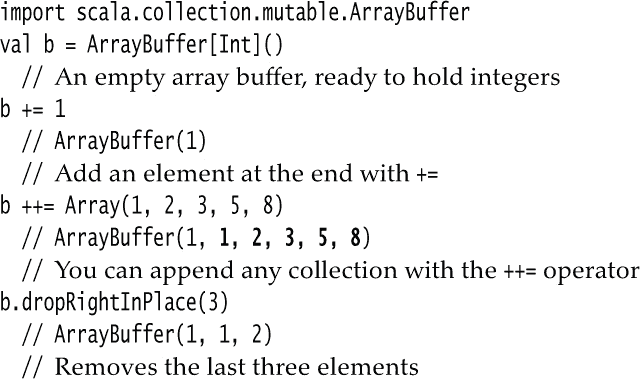 import scala.collection.mutable.ArrayBuffer
val b = ArrayBuffer[Int]()
// An empty array buffer, ready to hold integers
b += 1
// ArrayBuffer(1)
// Add an element at the end with +=
b ++= Array(1, 2, 3, 5, 8)
// ArrayBuffer(1, 1, 2, 3, 5, 8)
// You can append any collection with the ++= operator
b.dropRightInPlace(3)
// ArrayBuffer(1, 1, 2)
// Removes the last three elements